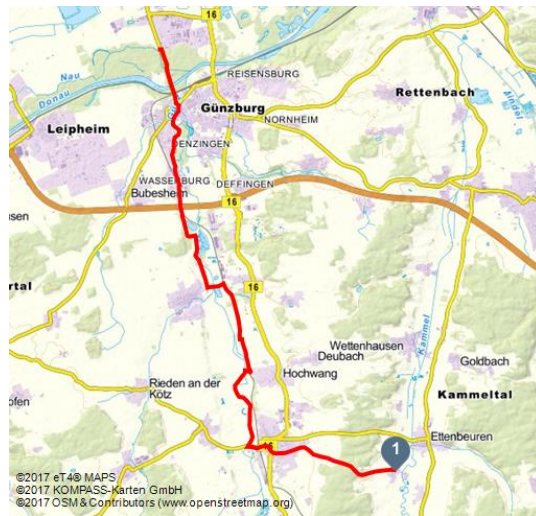 16
Nau
Donau
REISENSBURG
Günzburg
Rettenbach
Leipheim
NORNHEIM
DENZINGEN
WASSERBURG
DEFFINGEN
Bubesheim
16
usen
rtal
16
Kammel
Wettenhausen
Deubach
Goldbach
Rieden an der
Kötz
Hochwang
Kammeltal
ofen
16
1
Ettenbeuren
©2017 eT4® MAPS
©2017 KOMPASS-Karten GmbH
©2017 OSM & Contributors (www.openstreetmap.org)